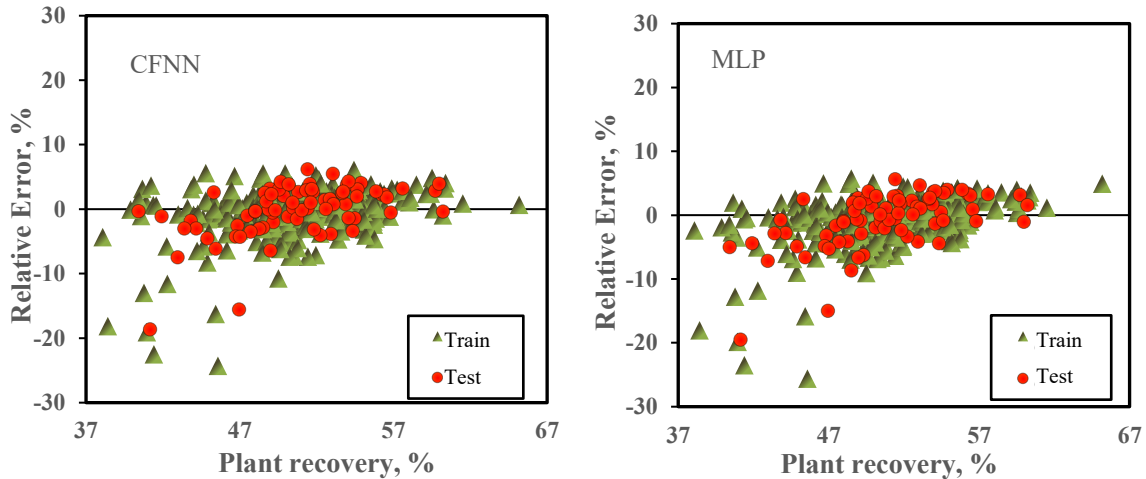 30
20
10
0
-10
-20
-30
Relative Error, %
CFNN
Train
Test
37
47
57
67
Plant recovery, %
30
20
10
0
-10
-20
-30
Relative Error, %
MLP
Train
Test
37
47
57
67
Plant recovery, %